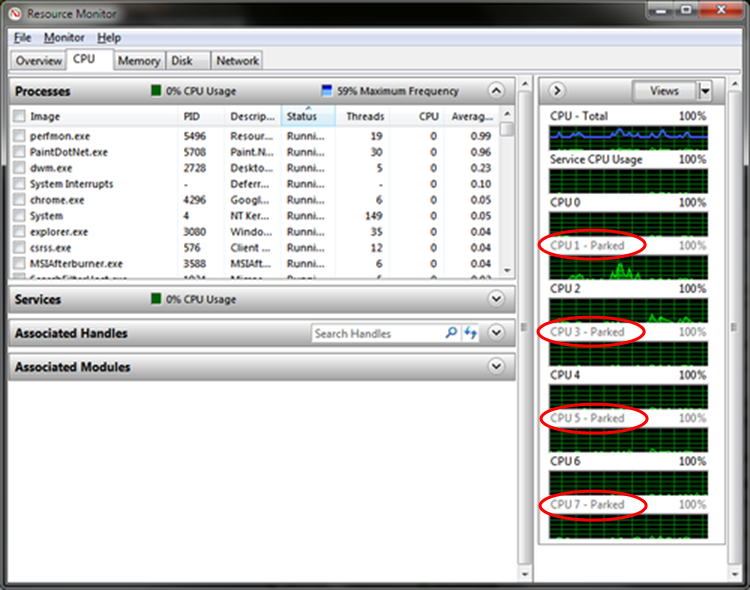 Resource Monitor
File Monitor Help
Overview CPU Memory Disk Network
Processes 0% CPU Usage 59% Maximum Frequency
Image PID Descrip... Status Threads CPU Averag...
perfmon.exe 5496 Resour... Runni... 19 0 0.99
PaintDotNet.exe 5708 Paint.N... Runni... 30 0 0.96
dwm.exe 2728 Deskto... Runni... 5 0 0.23
System Interrupts - Deferr... Runni... - 0 0.10
chrome.exe 4296 Googl... Runni... 6 0 0.05
System 4 NT Ker... Runni... 149 0 0.05
explorer.exe 3080 Windo... Runni... 35 0 0.04
csrss.exe 576 Client ... Runni... 12 0 0.04
MSIAfterburner.exe 3588 MSIAft... Runni... 6 0 0.04
Services 0% CPU Usage
Associated Handles Search Handles
Associated Modules
Views
CPU - Total 100%
Service CPU Usage 100%
CPU 0 100%
CPU 1 - Parked 100%
CPU 2 100%
CPU 3 - Parked 100%
CPU 4 100%
CPU 5 - Parked 100%
CPU 6 100%
CPU 7 - Parked 100%